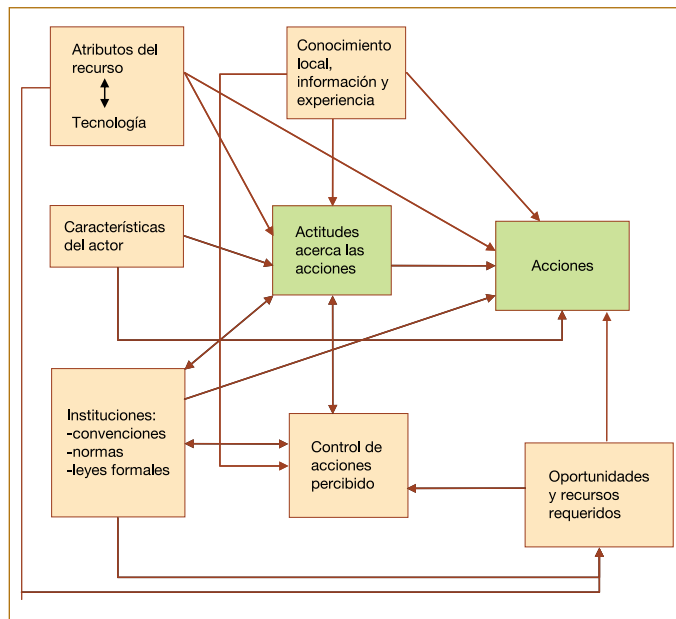 Atributos del
recurso
Tecnología
Conocimiento
local,
información y
experiencia
Características
del actor
Actitudes
acerca las
acciones
Acciones
Instituciones:
-convenciones
-normas
-leyes formales
Control de
acciones
percibido
Oportunidades
y recursos
requeridos